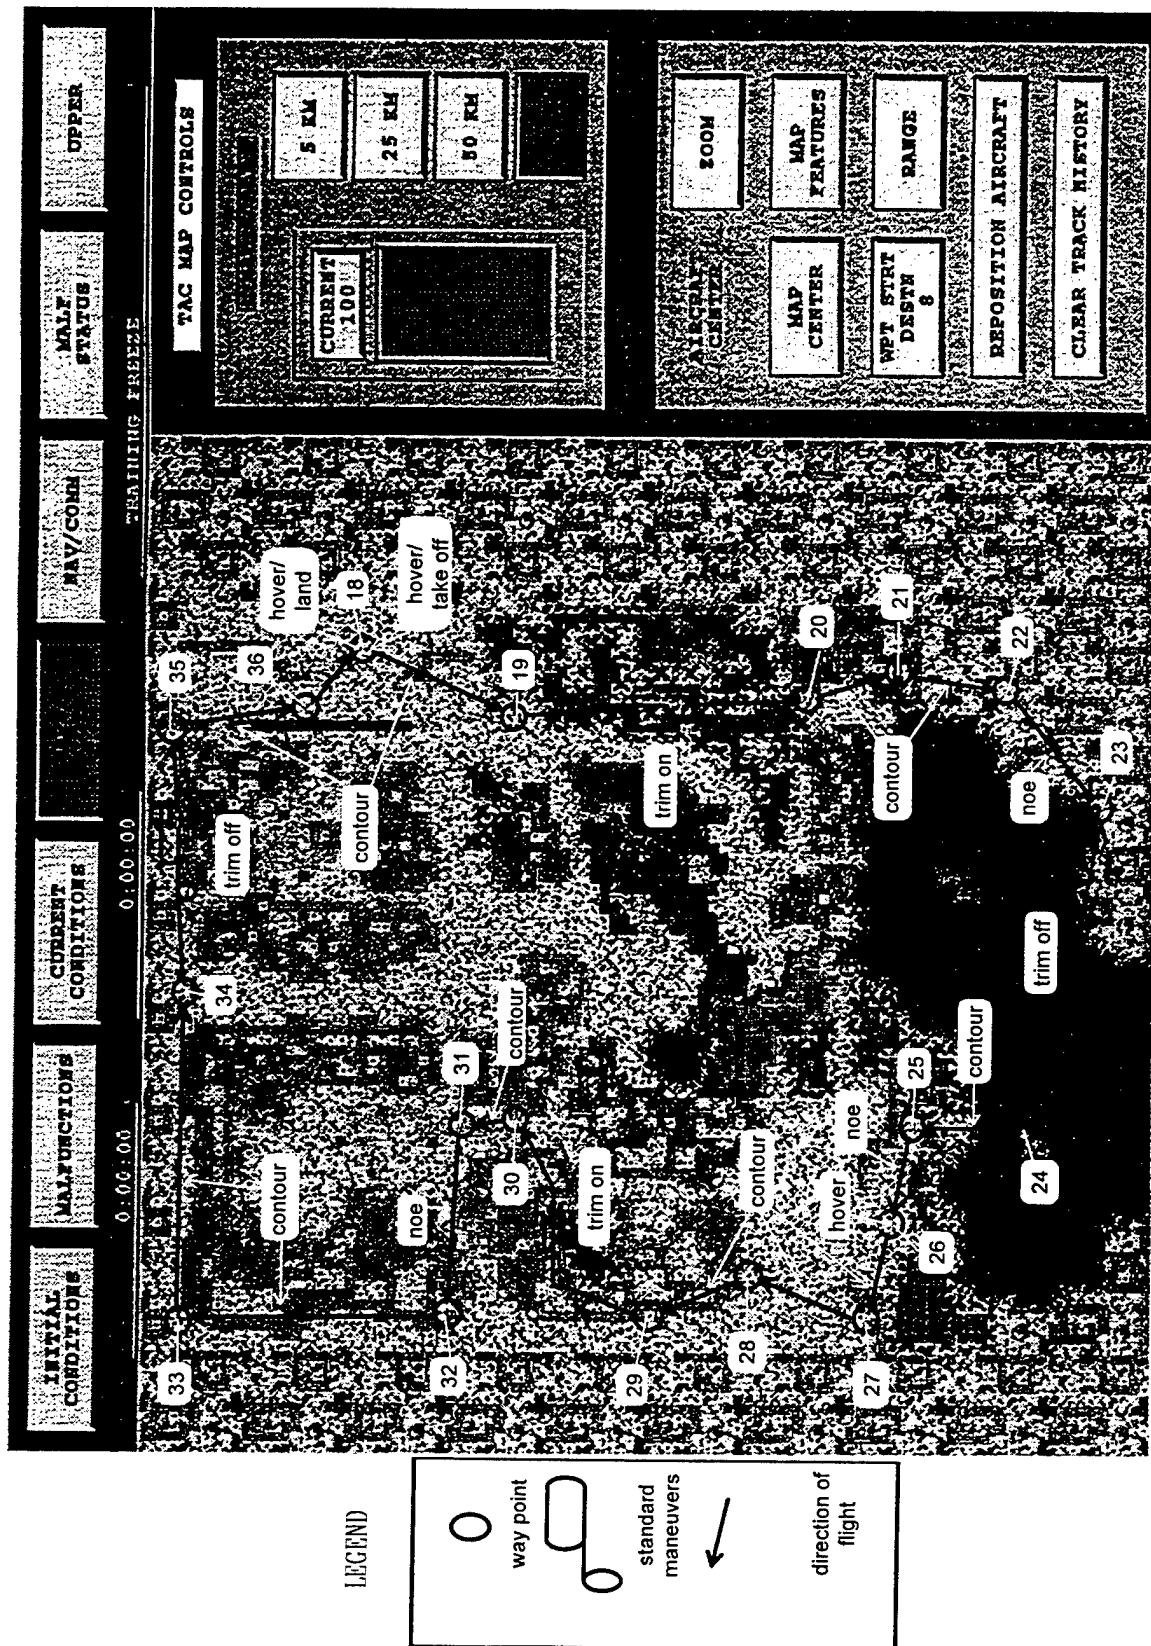 INITIAL
CONDITIONS
MALFUNCTIONS
CURRENT
CONDITIONS
NAV/COMM
MALF
STATUS
UPPER
0:00:00
0:00:00
TRAINING FREEZE
TAC MAP CONTROLS
CURRENT
100'
5 KM
25 KM
50 KM
AIRCRAFT
CENTER
ZOOM
MAP
CENTER
MAP
FEATURES
WPT STRT
DESTN
8
RANGE
REPOSITION AIRCRAFT
CLEAR TRACK HISTORY
33
contour
34
trim off
35
36
hover/
land
18
contour
hover/
take off
32
noe
31
contour
30
19
29
trim on
trim on
28
contour
20
hover
noe
contour
21
27
26
25
contour
22
24
trim off
noe
23
LEGEND
way point
standard
maneuvers
direction of
flight